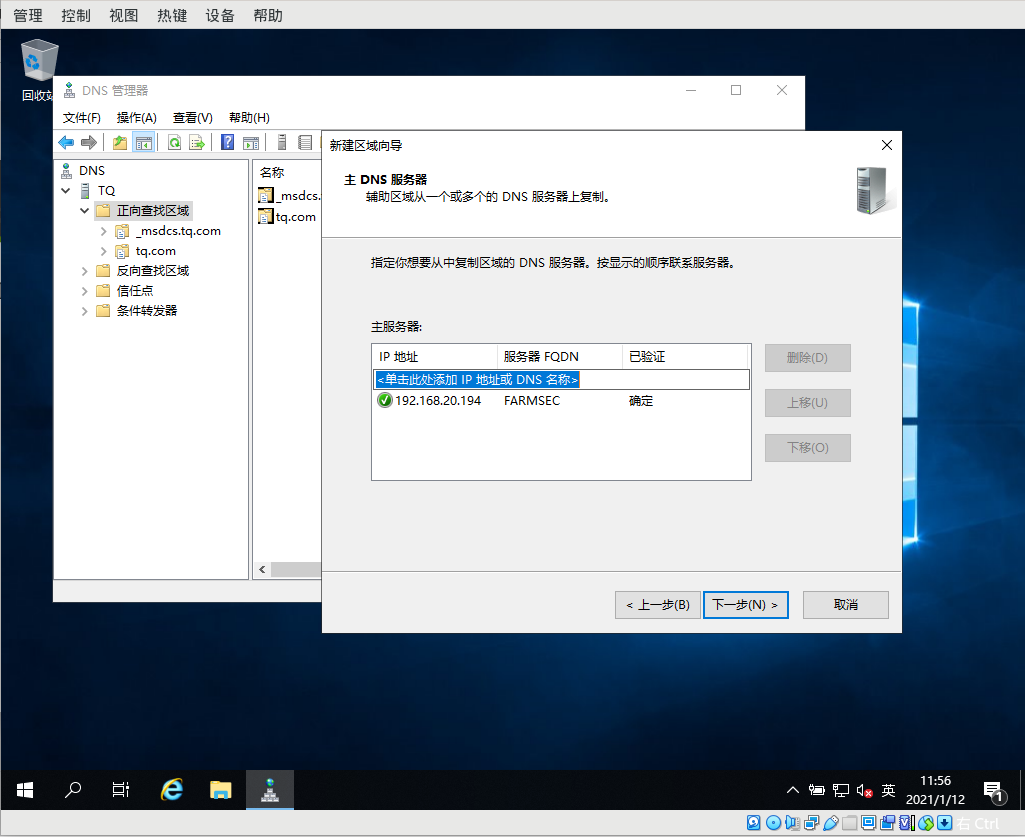 管理 控制 视图 热键 设备 帮助
回收站
DNS 管理器
文件(F) 操作(A) 查看(V) 帮助(H)
DNS
TQ
正向查找区域
_msdcs.tq.com
tq.com
反向查找区域
信任点
条件转发器
名称
_msdcs.
tq.com
新建区域向导
主 DNS 服务器
辅助区域从一个或多个的 DNS 服务器上复制。
指定你想要从中复制区域的 DNS 服务器。按显示的顺序联系服务器。
主服务器:
IP 地址 服务器 FQDN 已验证
<单击此处添加 IP 地址或 DNS 名称>
192.168.20.194 FARMSEC 确定
删除(D)
上移(U)
下移(O)
< 上一步(B) 下一步(N) > 取消
英
11:56
2021/1/12
1
右 Ctrl